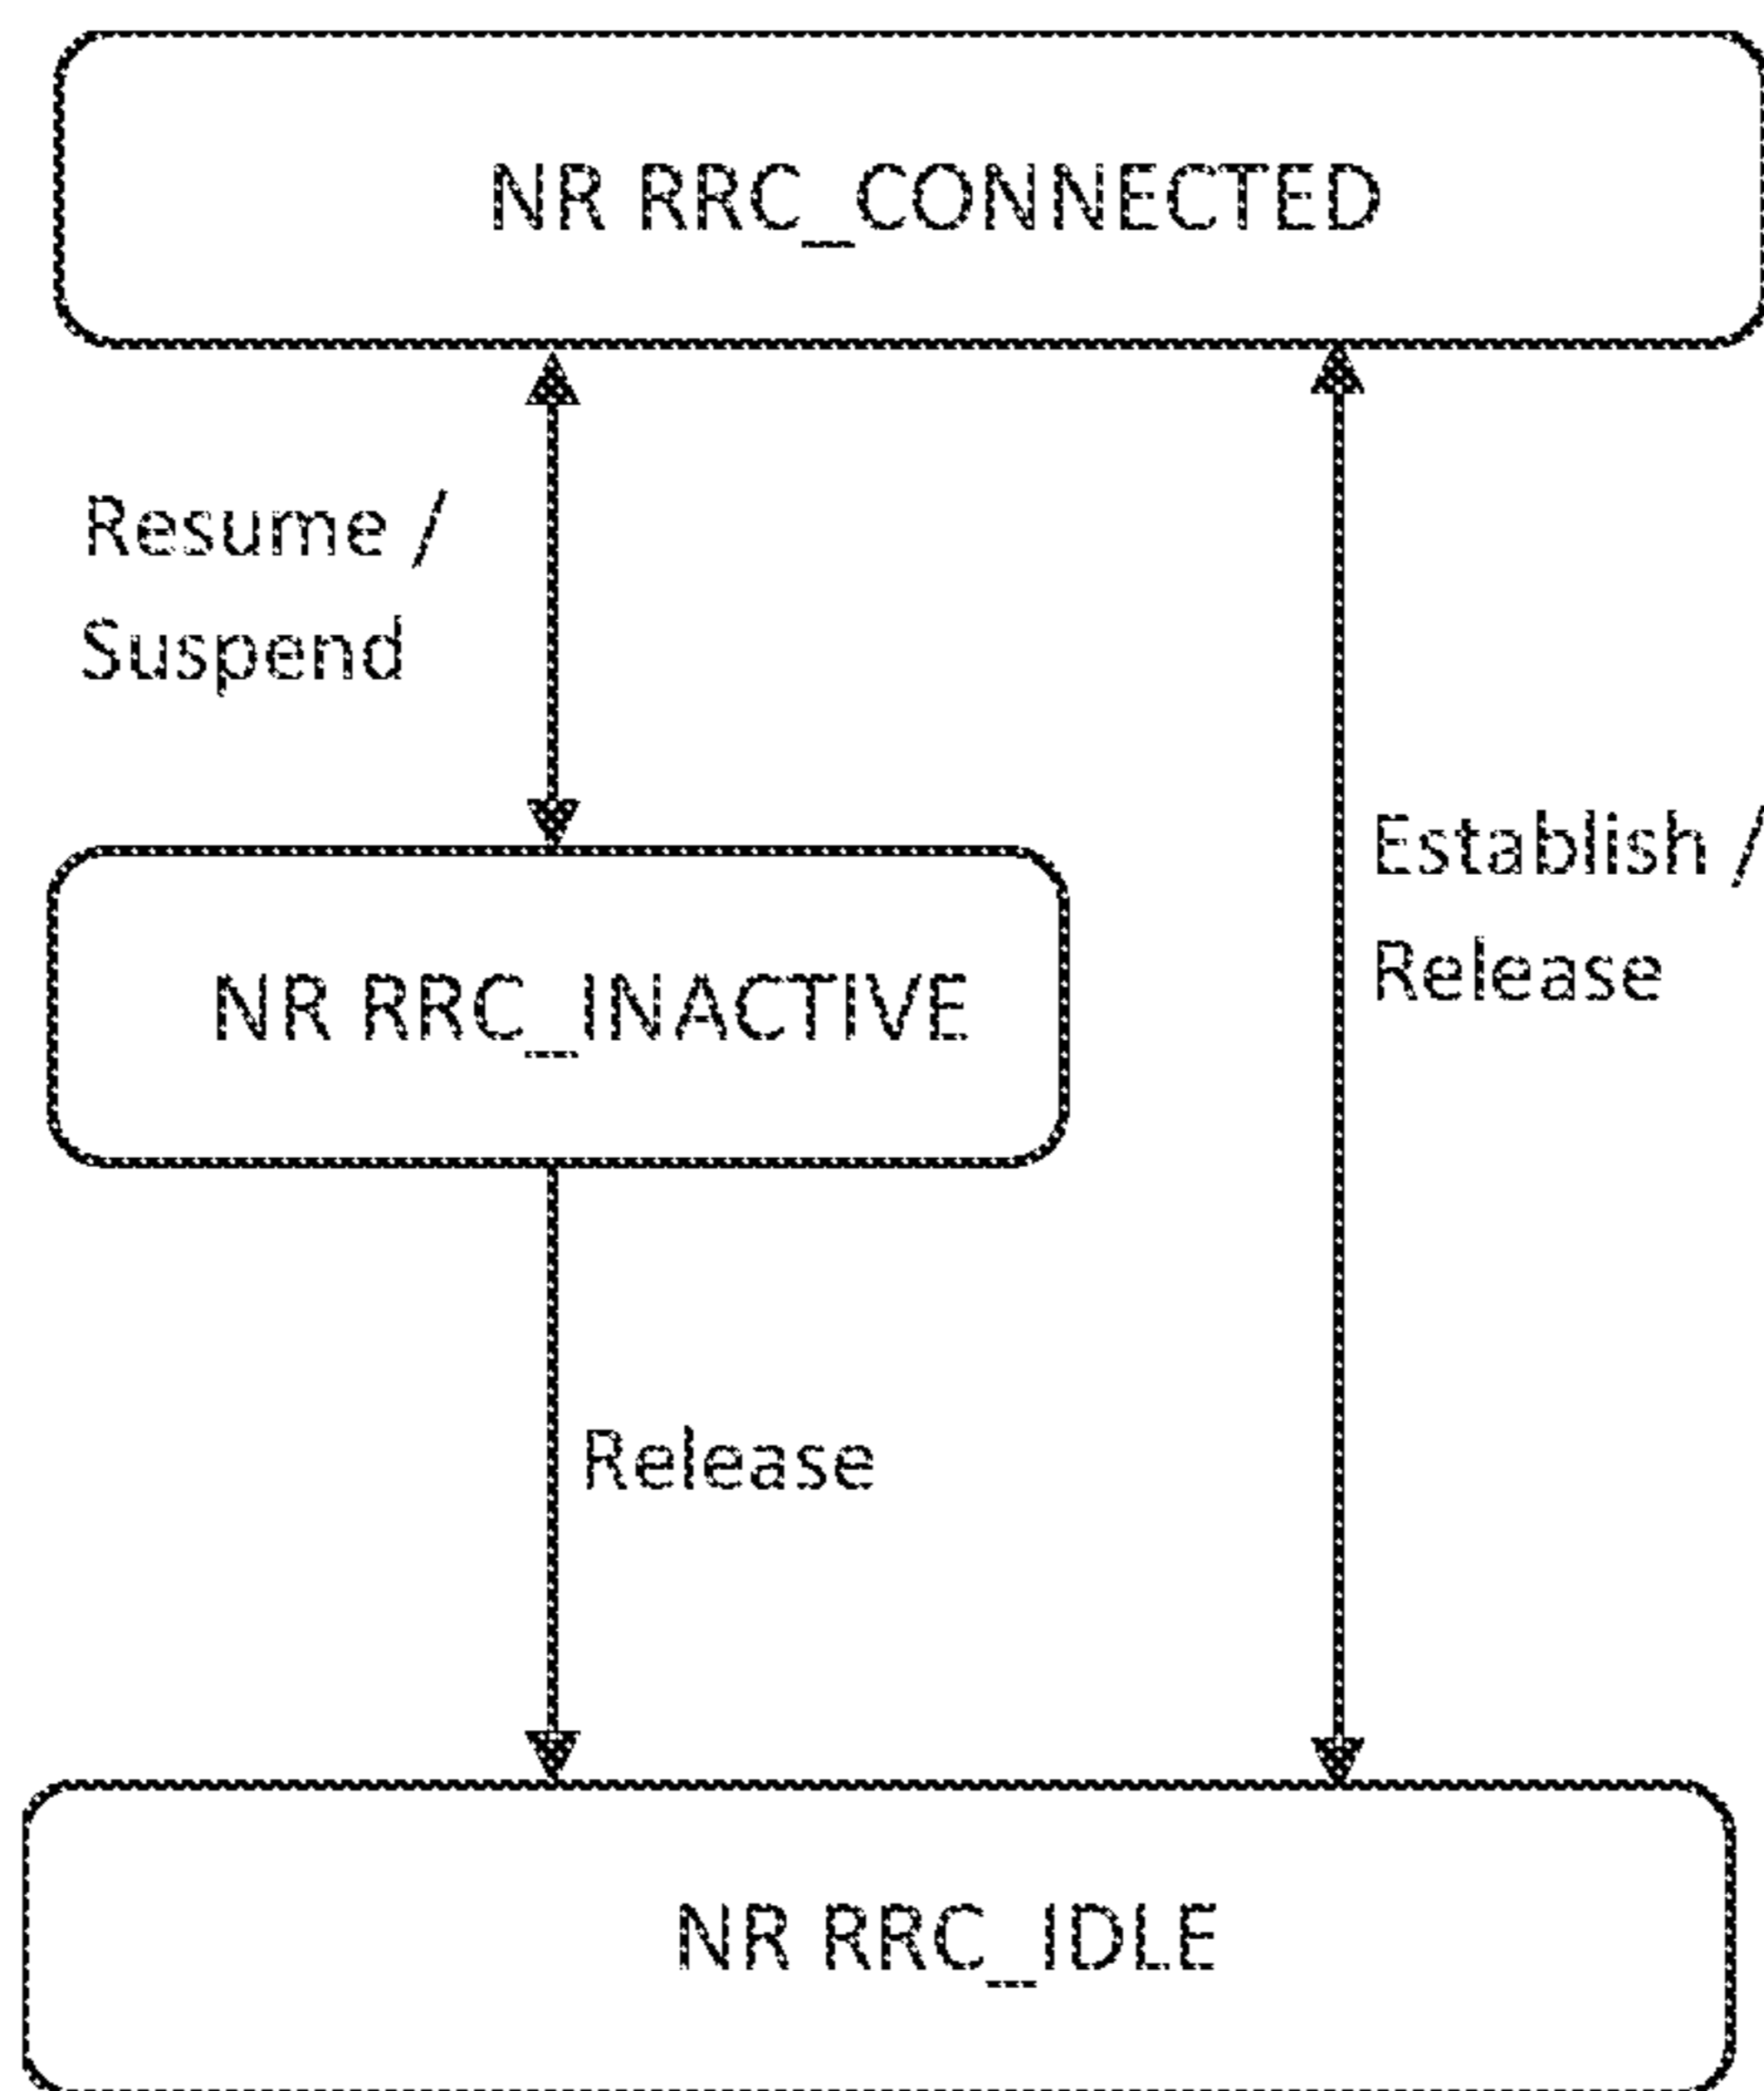 NR RRC_CONNECTED
Resume /
Suspend
Establish /
Release
NR RRC_INACTIVE
Release
NR RRC_IDLE